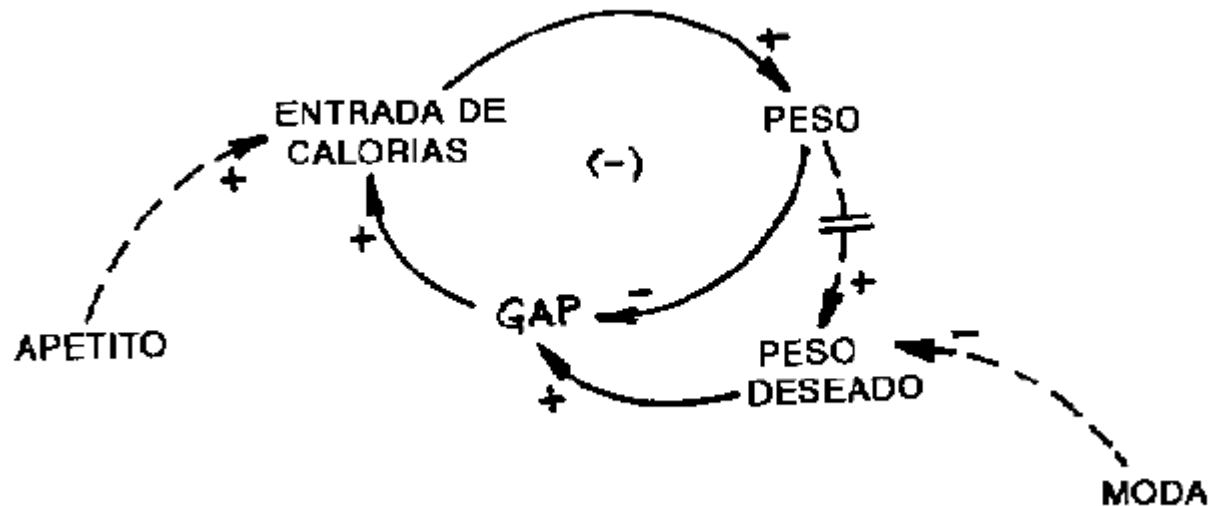 +
ENTRADA DE
CALORIAS
PESO
(-)
+
+
GAP
-
+
APETITO
PESO
DESEADO
-
+
MODA